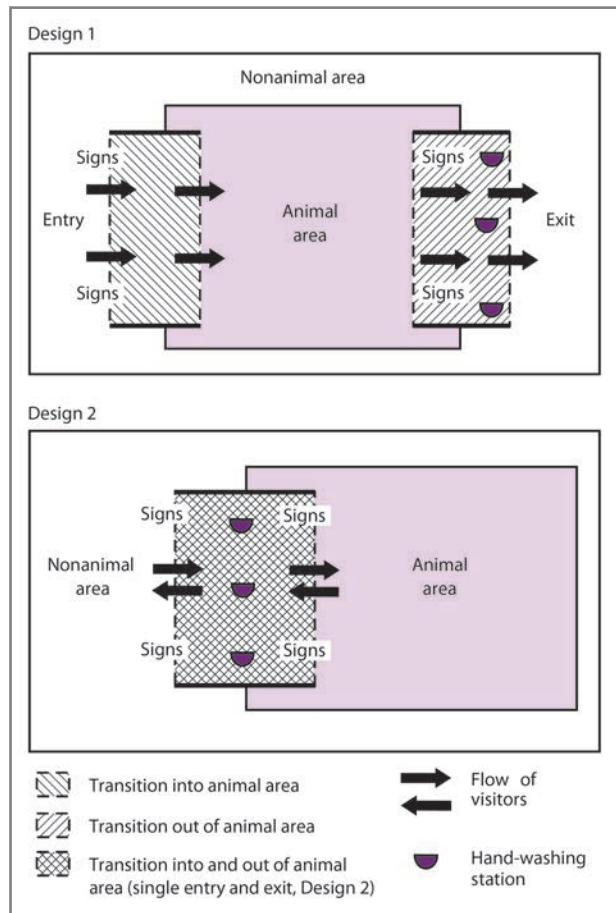 Design 1
Nonanimal area
Signs
Signs
Entry
Animal
area
Exit
Signs
Signs
Design 2
Signs
Signs
Nonanimal
area
Animal
area
Signs
Signs
Transition into animal area
Flow of
visitors
Transition out of animal area
Transition into and out of animal
area (single entry and exit, Design 2)
Hand-washing
station